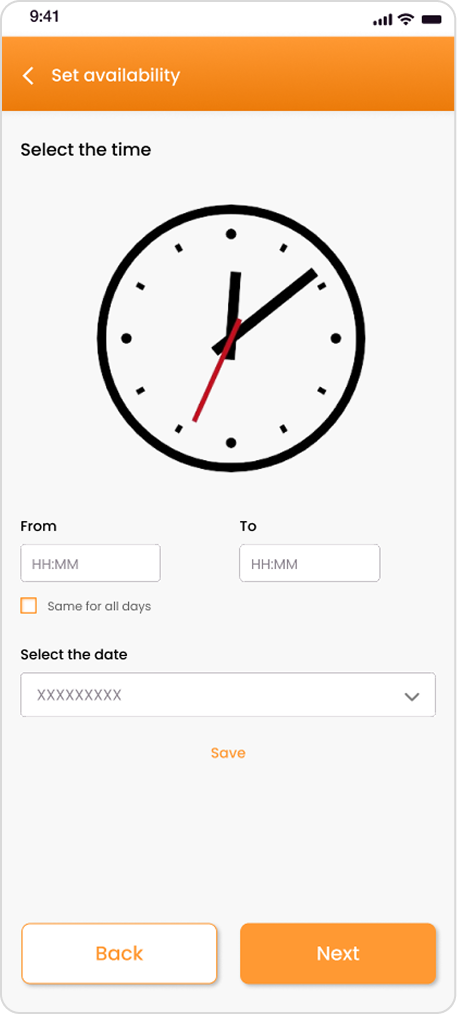 9:41
Set availability
Select the time
From To
HH:MM HH:MM
Same for all days
Select the date
XXXXXXXXX
Save
Back Next